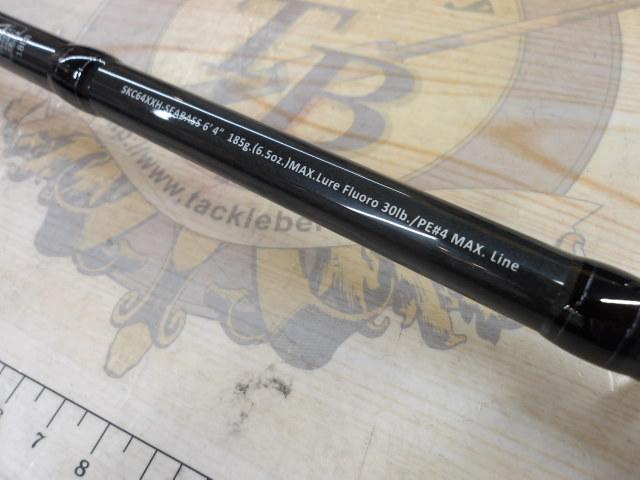 SKC64XXH-SEABASS 6'4" 185g.(6.5oz.)MAX.Lure Fluoro 30lb./PE#4 MAX. Line
TB
www.tacklebe
7
8